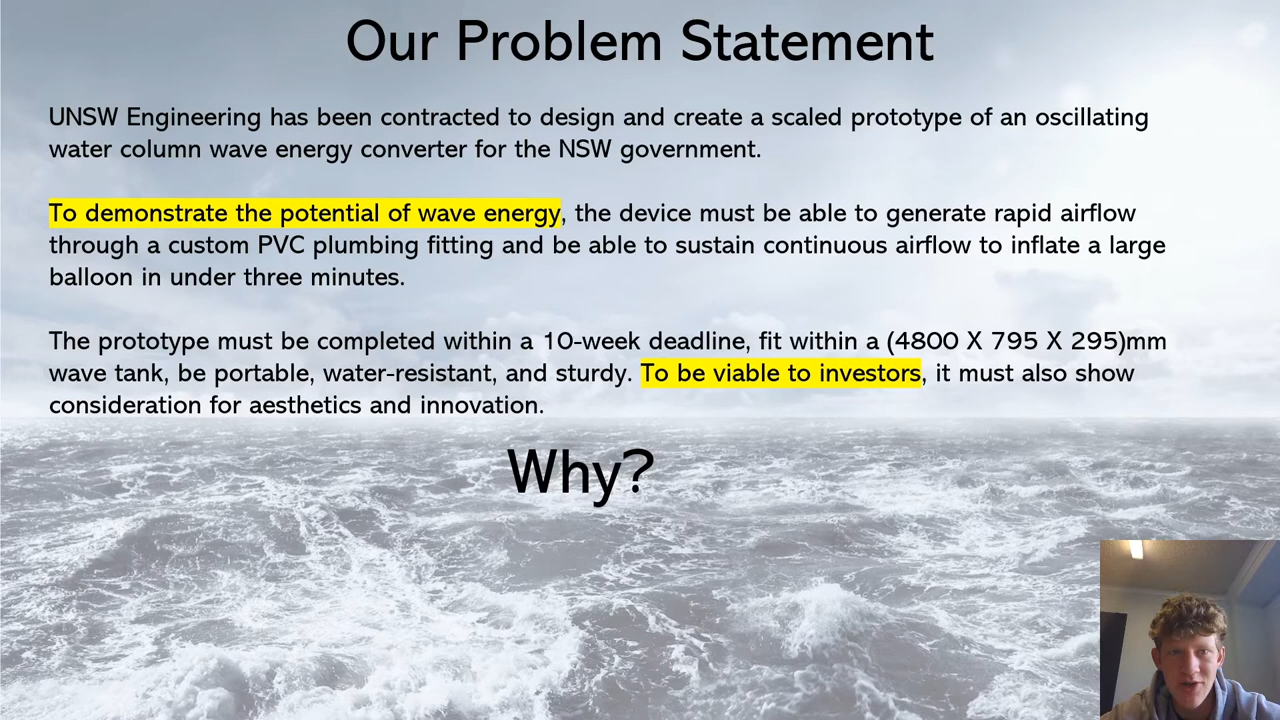 Our Problem Statement
UNSW Engineering has been contracted to design and create a scaled prototype of an oscillating
water column wave energy converter for the NSW government.
To demonstrate the potential of wave energy, the device must be able to generate rapid airflow
through a custom PVC plumbing fitting and be able to sustain continuous airflow to inflate a large
balloon in under three minutes.
The prototype must be completed within a 10-week deadline, fit within a (4800 X 795 X 295)mm
wave tank, be portable, water-resistant, and sturdy. To be viable to investors, it must also show
consideration for aesthetics and innovation.
Why?